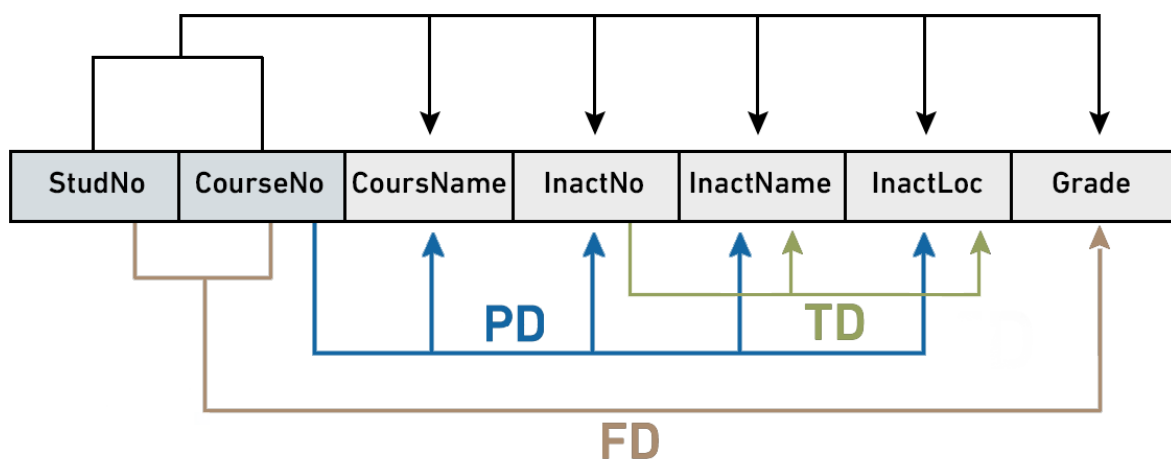 StudNo CourseNo CoursName InactNo InactName InactLoc Grade
PD
TD
FD